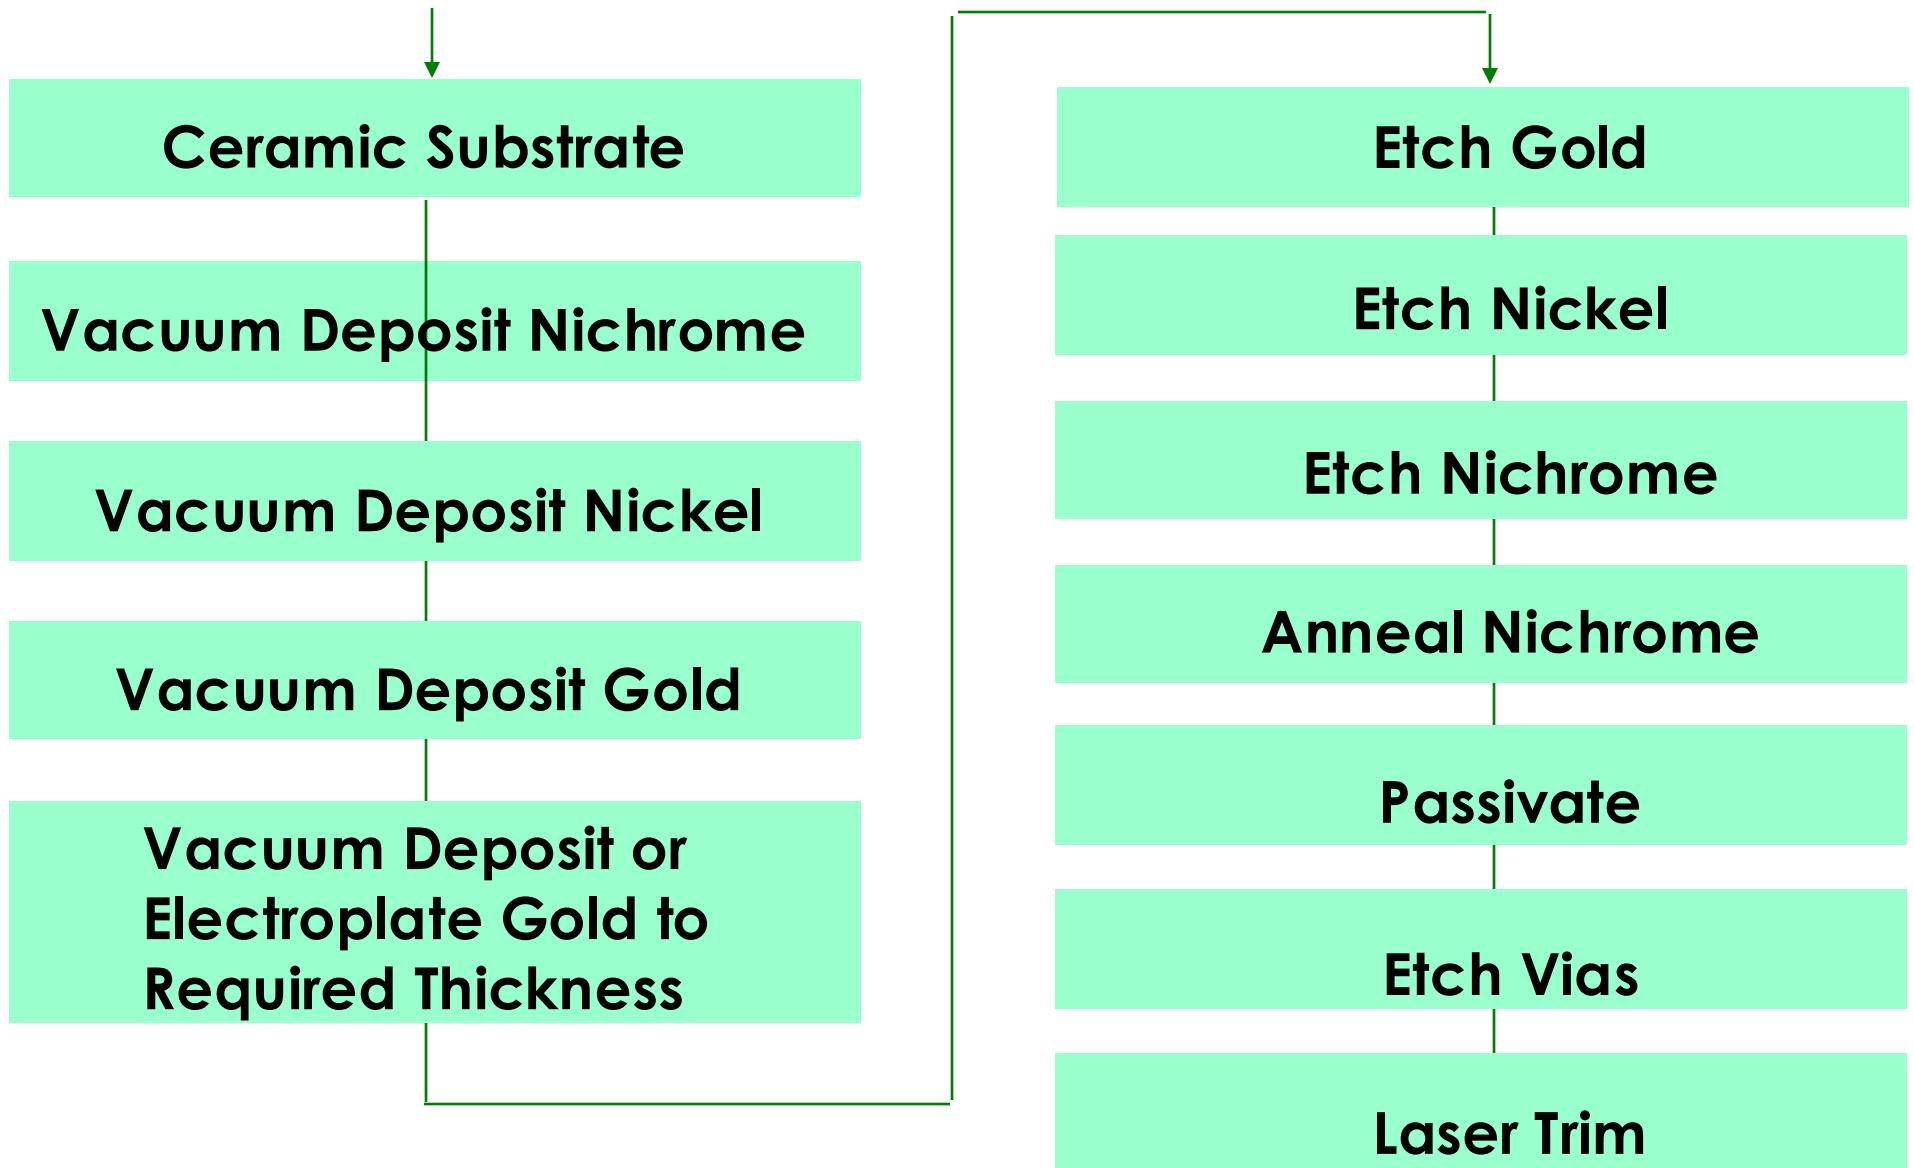 Ceramic Substrate
Vacuum Deposit Nichrome
Vacuum Deposit Nickel
Vacuum Deposit Gold
Vacuum Deposit or
Electroplate Gold to
Required Thickness
Etch Gold
Etch Nickel
Etch Nichrome
Anneal Nichrome
Passivate
Etch Vias
Laser Trim